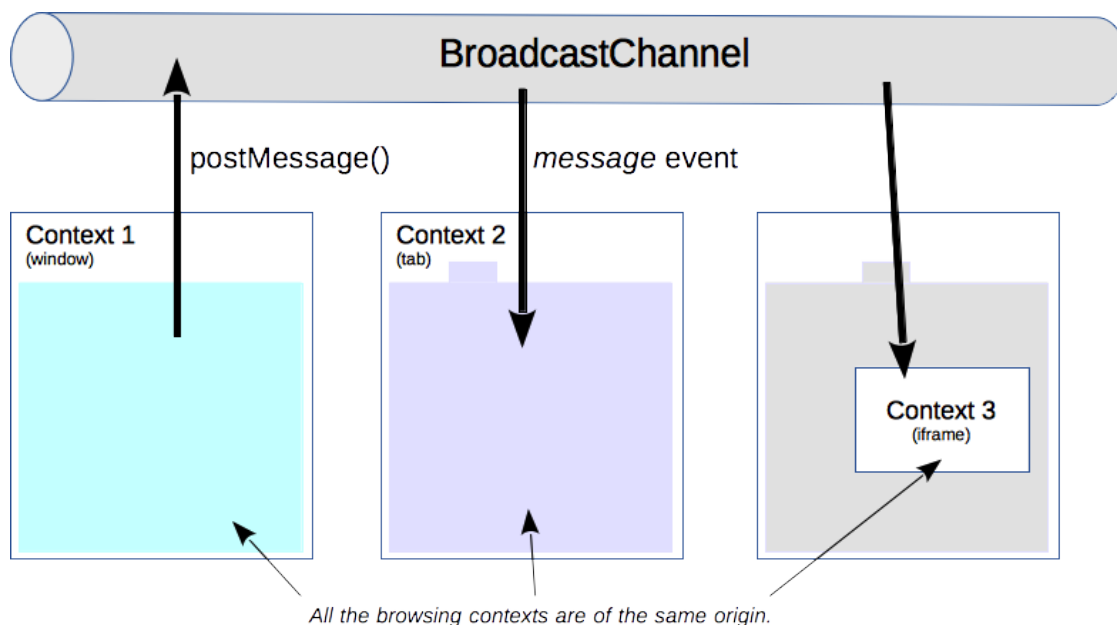 BroadcastChannel
postMessage()
message event
Context 1
(window)
Context 2
(tab)
Context 3
(iframe)
All the browsing contexts are of the same origin.